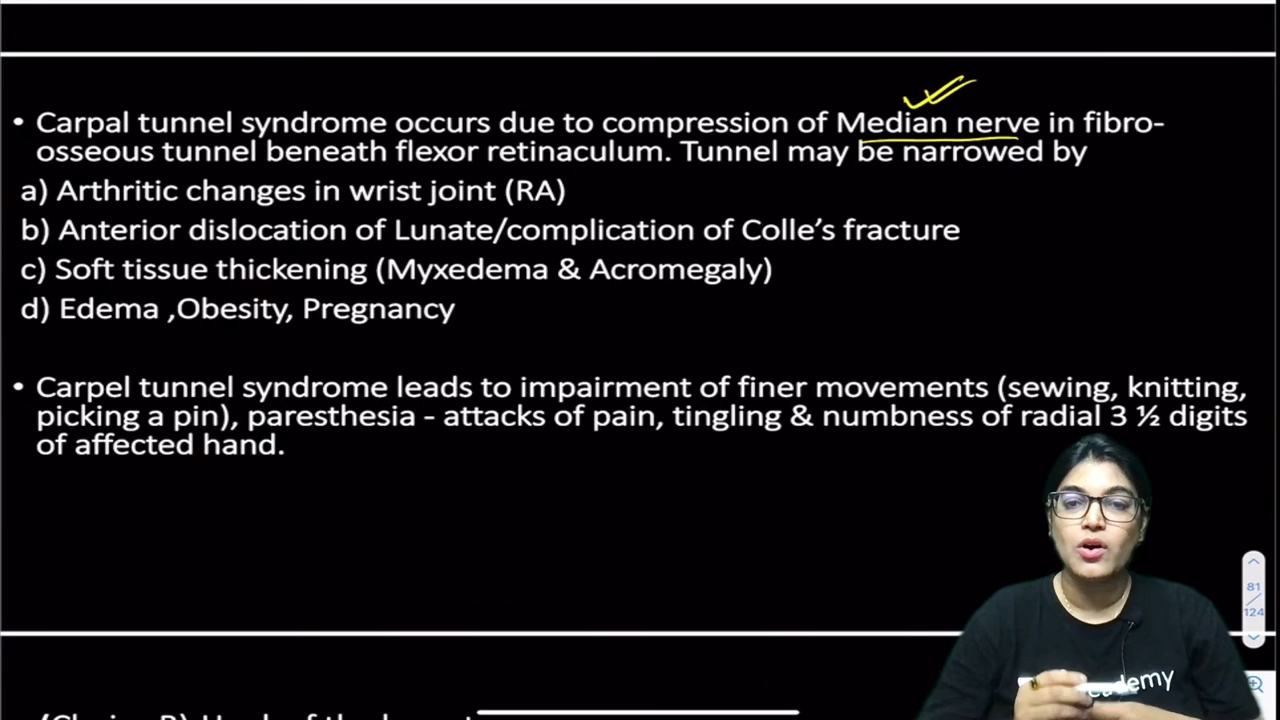 • Carpal tunnel syndrome occurs due to compression of Median nerve in fibro-
osseous tunnel beneath flexor retinaculum. Tunnel may be narrowed by
a) Arthritic changes in wrist joint (RA)
b) Anterior dislocation of Lunate/complication of Colle’s fracture
c) Soft tissue thickening (Myxedema & Acromegaly)
d) Edema ,Obesity, Pregnancy
• Carpel tunnel syndrome leads to impairment of finer movements (sewing, knitting,
picking a pin), paresthesia - attacks of pain, tingling & numbness of radial 3 ½ digits
of affected hand.
81
/
124